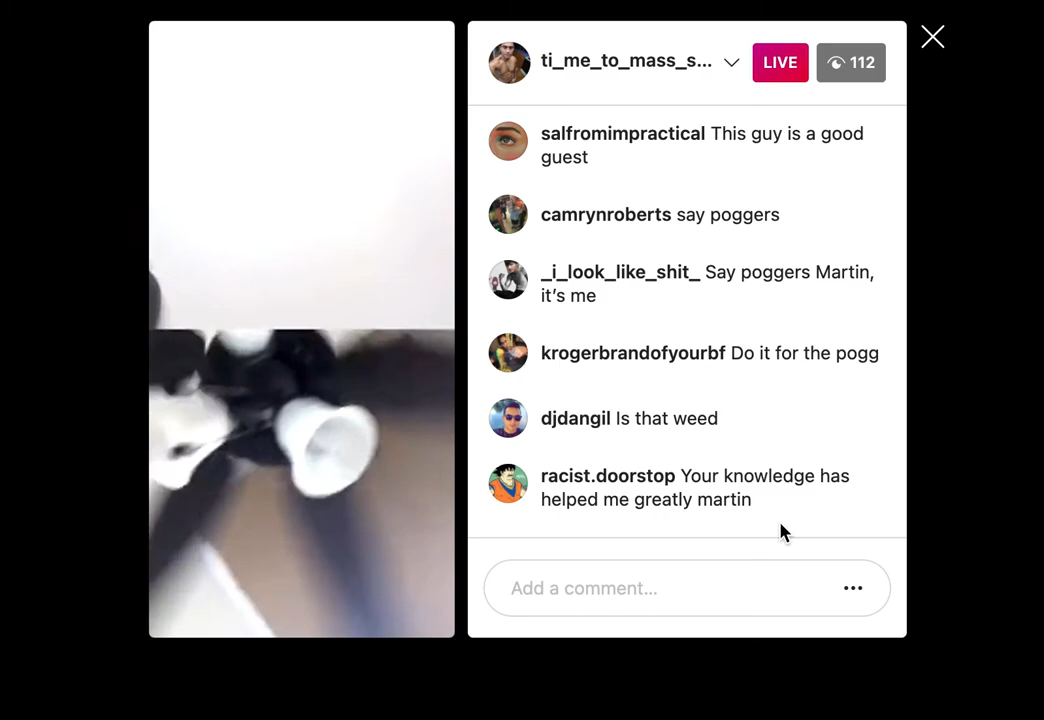 ti_me_to_mass_s...
LIVE
112
salfromimpractical This guy is a good
guest
camrynroberts say poggers
_i_look_like_shit_ Say poggers Martin,
it’s me
krogerbrandofyourbf Do it for the pogg
djdangil Is that weed
racist.doorstop Your knowledge has
helped me greatly martin
Add a comment...